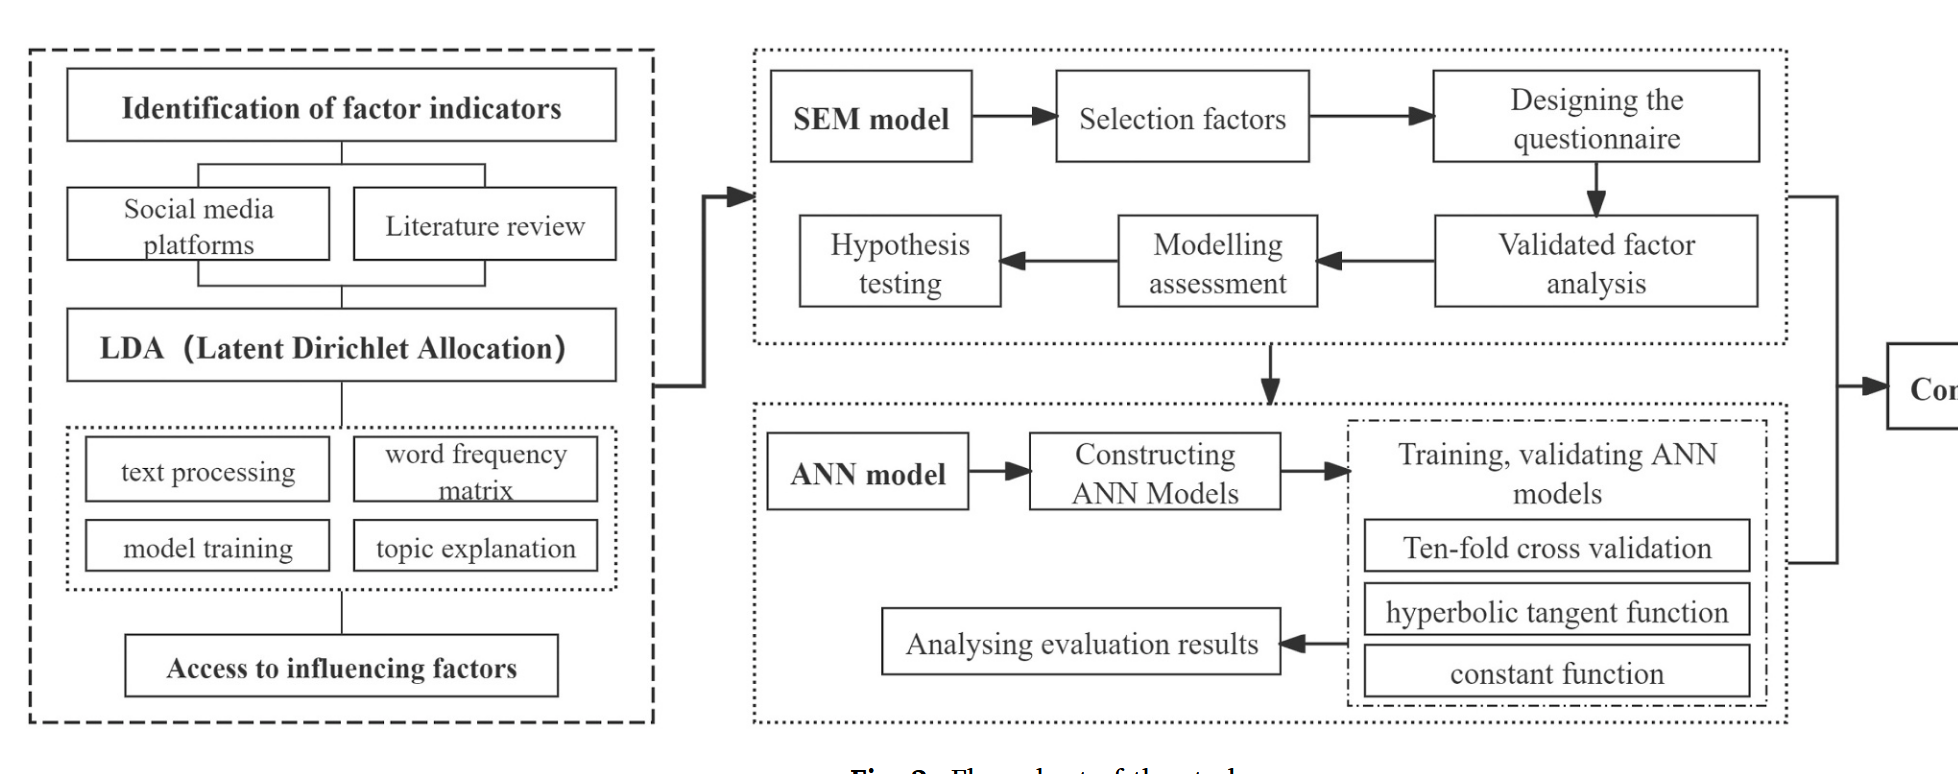 Identification of factor indicators
Social media
platforms
Literature review
LDA（Latent Dirichlet Allocation）
text processing
word frequency
matrix
model training
topic explanation
Access to influencing factors
SEM model
Selection factors
Designing the
questionnaire
Hypothesis
testing
Modelling
assessment
Validated factor
analysis
ANN model
Constructing
ANN Models
Training, validating ANN
models
Ten-fold cross validation
hyperbolic tangent function
constant function
Analysing evaluation results